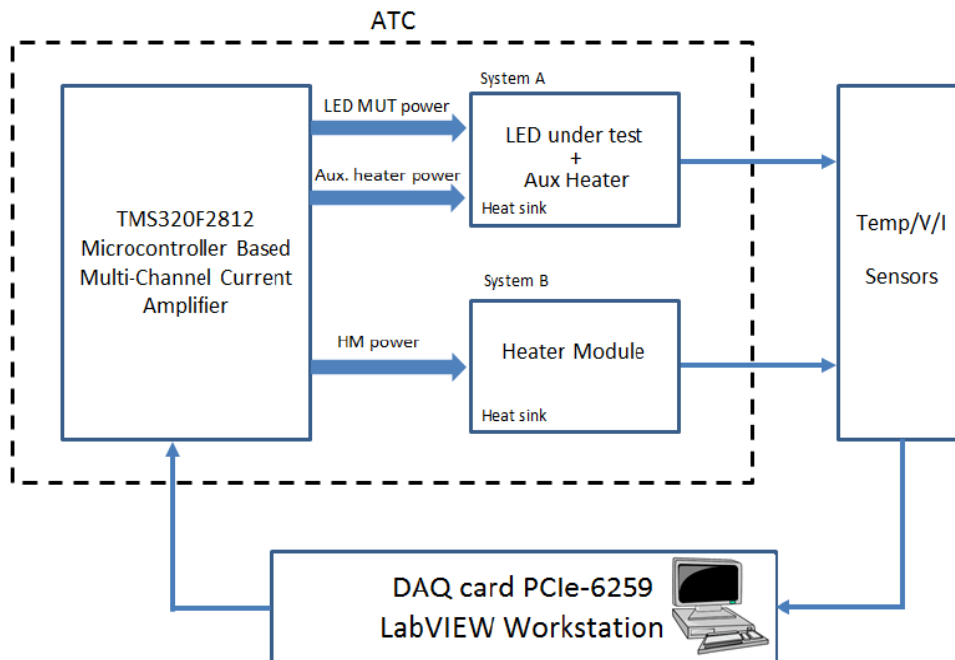 ATC
TMS320F2812
Microcontroller Based
Multi-Channel Current
Amplifier
LED MUT power
Aux. heater power
HM power
System A
LED under test
+
Aux Heater
Heat sink
System B
Heater Module
Heat sink
Temp/V/I
Sensors
DAQ card PCIe-6259
LabVIEW Workstation